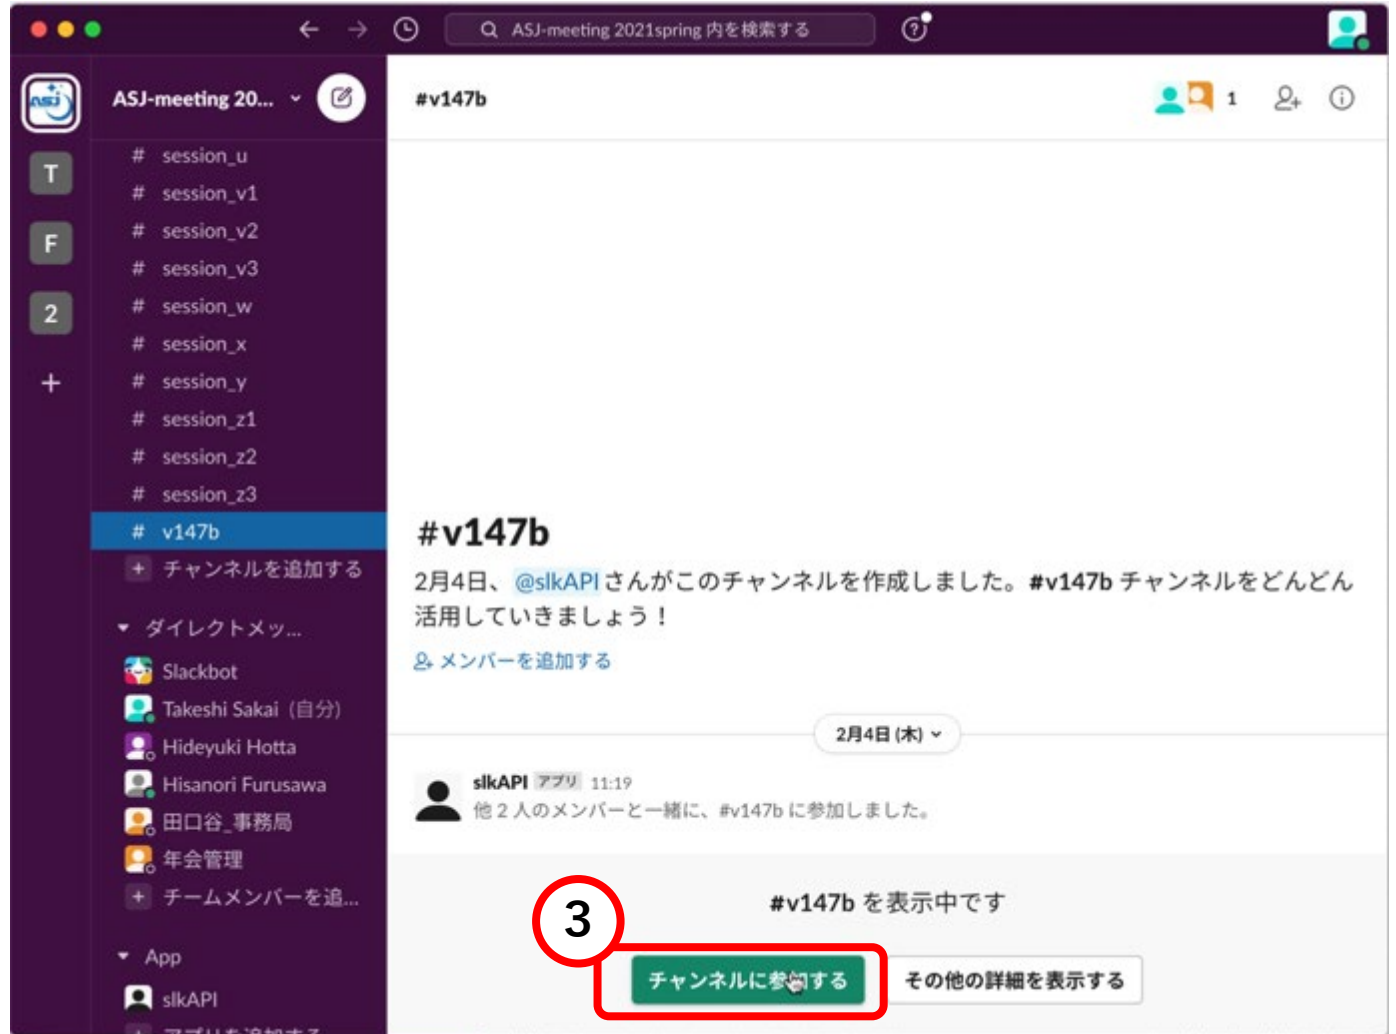 ASJ-meeting 2021spring 内を検索する
ASJ
ASJ-meeting 20...
T
F
2
+
# session_u
# session_v1
# session_v2
# session_v3
# session_w
# session_x
# session_y
# session_z1
# session_z2
# session_z3
# v147b
+ チャンネルを追加する
ダイレクトメッ...
Slackbot
Takeshi Sakai (自分)
Hideyuki Hotta
Hisanori Furusawa
田口谷_事務局
年会管理
+ チームメンバーを追...
App
slkAPI
+ アプリを追加する
#v147b
1
#v147b
2月4日、@slkAPI さんがこのチャンネルを作成しました。#v147b チャンネルをどんどん
活用していきましょう！
メンバーを追加する
2月4日 (木)
slkAPI アプリ 11:19
他 2 人のメンバーと一緒に、#v147b に参加しました。
#v147b を表示中です
3
チャンネルに参加する
その他の詳細を表示する